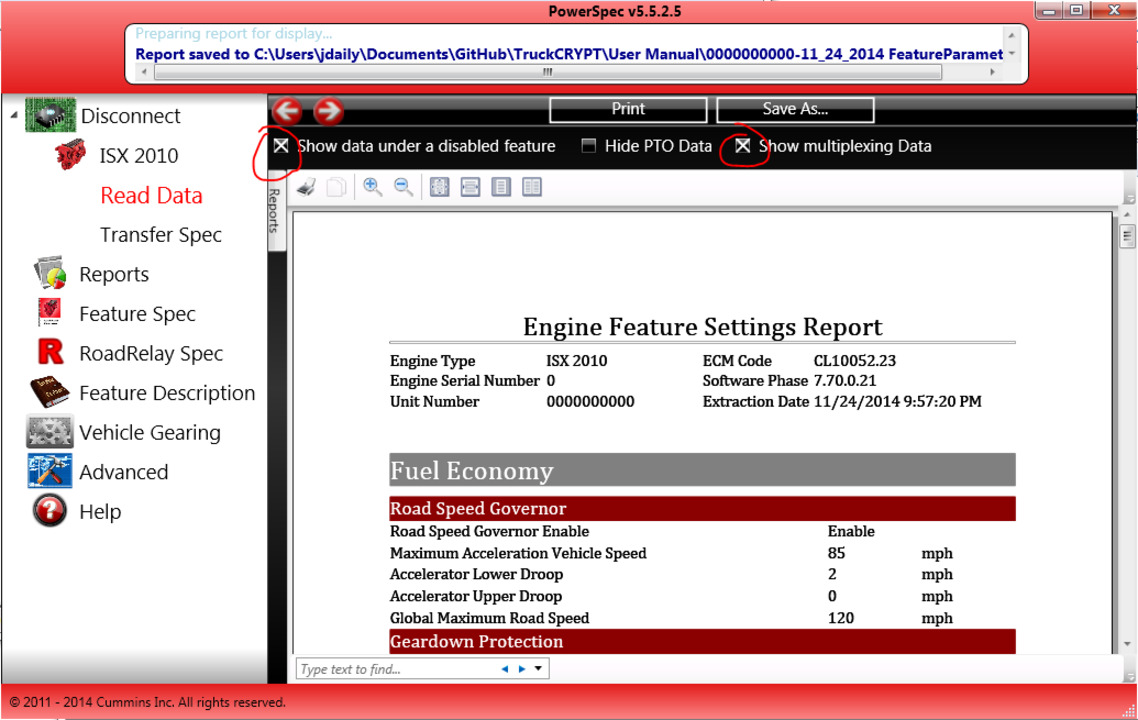 PowerSpec v5.5.2.5
Preparing report for display...
Report saved to C:\Users\jdaily\Documents\GitHub\TruckCRYPT\User Manual\0000000000-11_24_2014 FeatureParamet
Disconnect
ISX 2010
Read Data
Transfer Spec
Reports
Feature Spec
RoadRelay Spec
Feature Description
Vehicle Gearing
Advanced
Help
Print Save As...
Show data under a disabled feature Hide PTO Data Show multiplexing Data
Reports
Engine Feature Settings Report
Engine Type ISX 2010 ECM Code CL10052.23
Engine Serial Number 0 Software Phase 7.70.0.21
Unit Number 0000000000 Extraction Date 11/24/2014 9:57:20 PM
Fuel Economy
Road Speed Governor
Road Speed Governor Enable Enable
Maximum Acceleration Vehicle Speed 85 mph
Accelerator Lower Droop 2 mph
Accelerator Upper Droop 0 mph
Global Maximum Road Speed 120 mph
Geardown Protection
Type text to find...
© 2011 - 2014 Cummins Inc. All rights reserved.